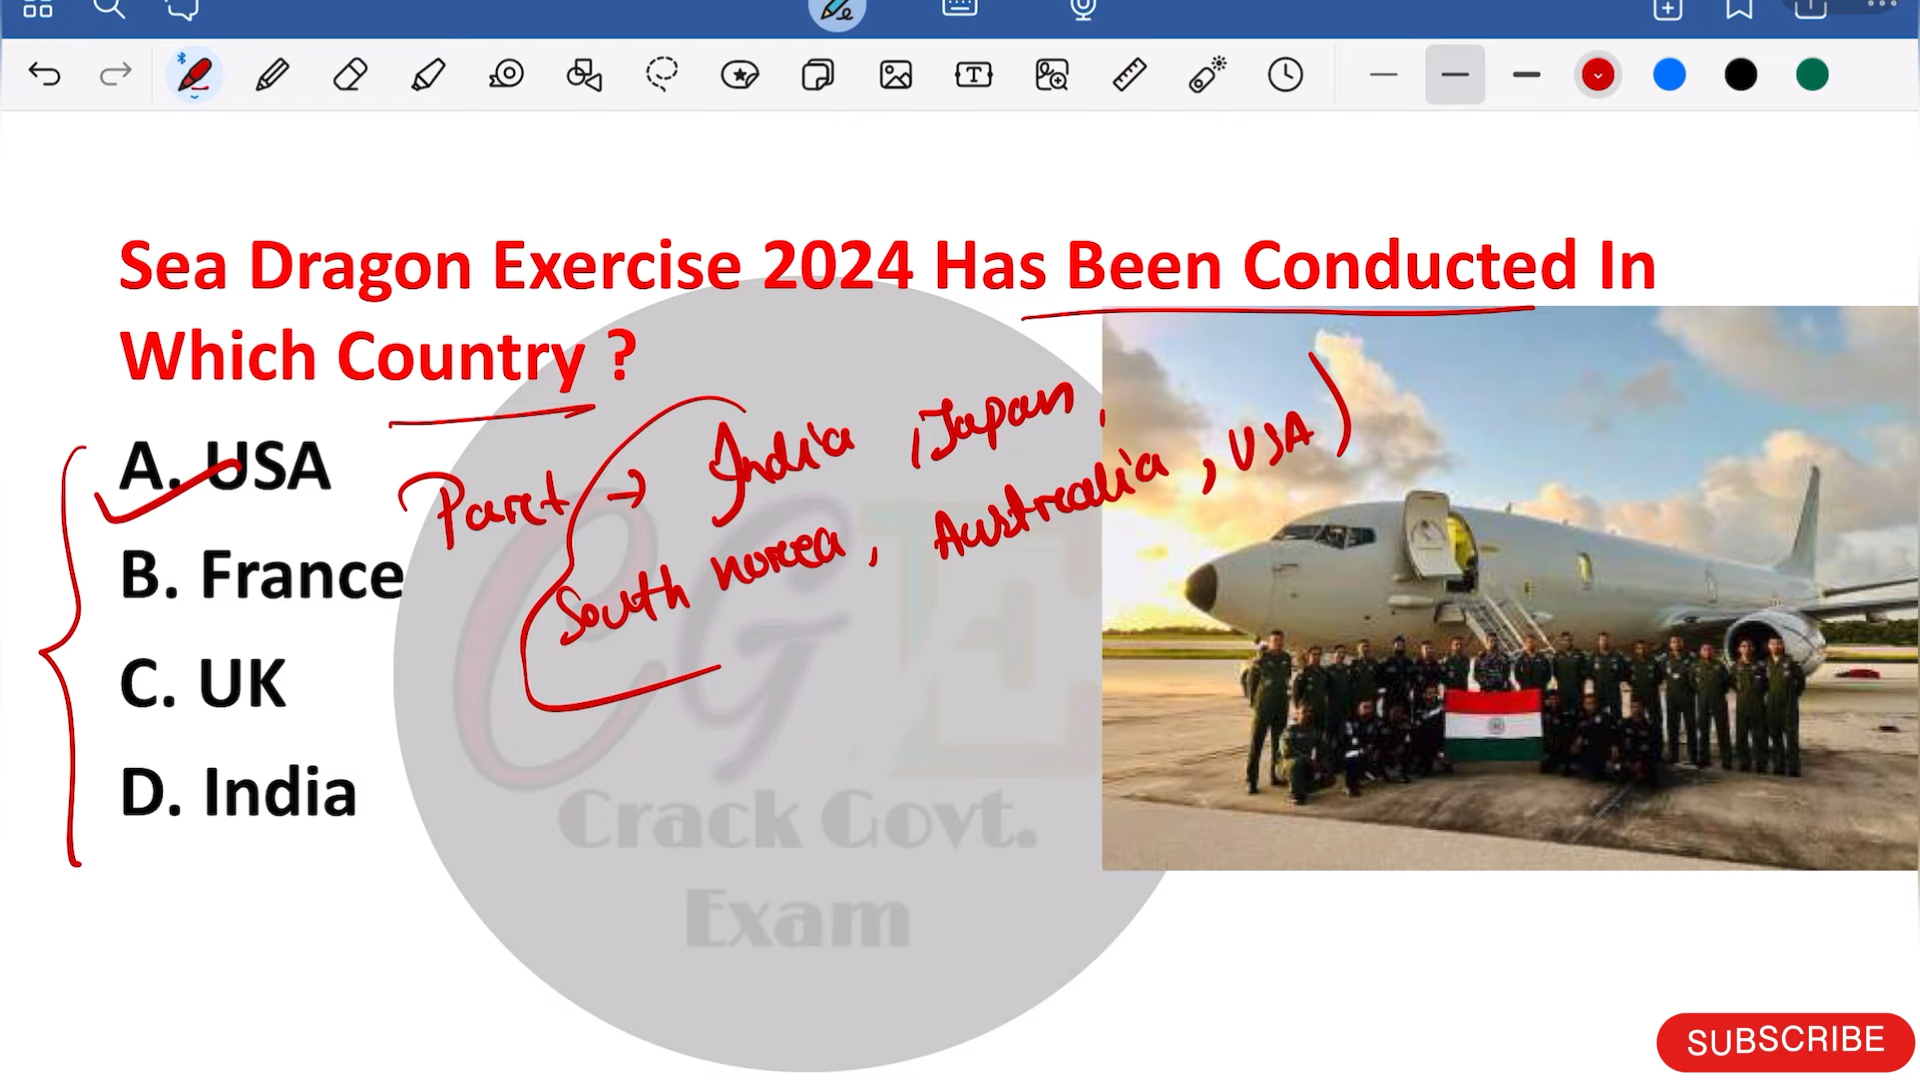 Sea Dragon Exercise 2024 Has Been Conducted In
Which Country ?
A. USA
B. France
C. UK
D. India
Part → India, Japan,
South Korea, Australia, USA)
CGE
Crack Govt.
Exam
SUBSCRIBE